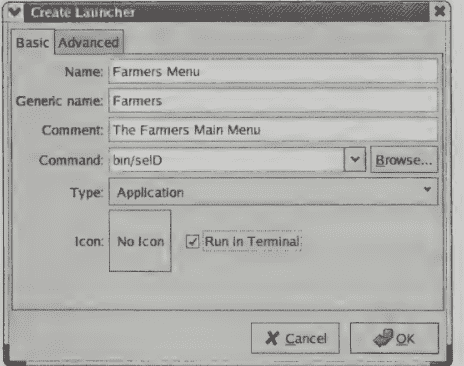 Create Launcher
Basic Advanced
Name: Farmers Menu
Generic name: Farmers
Comment: The Farmers Main Menu
Command: bin/selD Browse...
Type: Application
Icon: No Icon Run in Terminal
Cancel OK